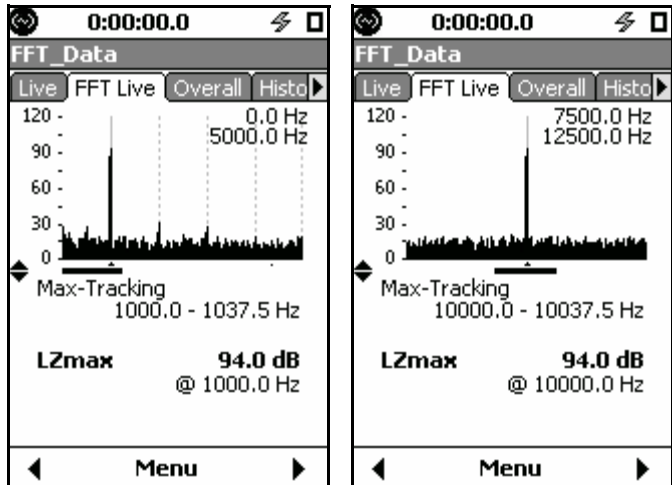 0:00:00.0
FFT_Data
Live FFT Live Overall Histo
120
0.0 Hz
5000.0 Hz
90
60
30
0
Max-Tracking
1000.0 - 1037.5 Hz
LZmax 94.0 dB
@ 1000.0 Hz
Menu
0:00:00.0
FFT_Data
Live FFT Live Overall Histo
120
7500.0 Hz
12500.0 Hz
90
60
30
0
Max-Tracking
10000.0 - 10037.5 Hz
LZmax 94.0 dB
@ 10000.0 Hz
Menu